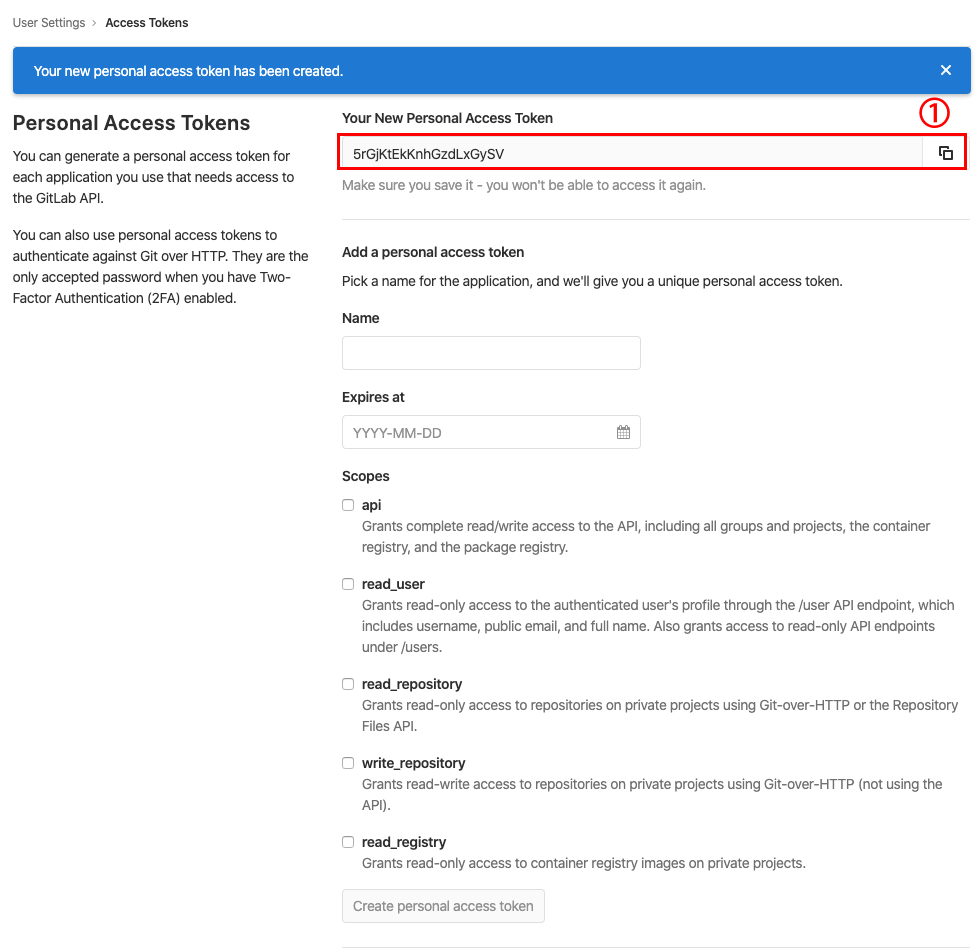 User Settings › Access Tokens
Your new personal access token has been created.
Personal Access Tokens
You can generate a personal access token for
each application you use that needs access to
the GitLab API.
You can also use personal access tokens to
authenticate against Git over HTTP. They are the
only accepted password when you have Two-
Factor Authentication (2FA) enabled.
Your New Personal Access Token
①
5rGjKtEkKnhGzdLxGySV
Make sure you save it - you won't be able to access it again.
Add a personal access token
Pick a name for the application, and we'll give you a unique personal access token.
Name
Expires at
YYYY-MM-DD
Scopes
api
Grants complete read/write access to the API, including all groups and projects, the container
registry, and the package registry.
read_user
Grants read-only access to the authenticated user's profile through the /user API endpoint, which
includes username, public email, and full name. Also grants access to read-only API endpoints
under /users.
read_repository
Grants read-only access to repositories on private projects using Git-over-HTTP or the Repository
Files API.
write_repository
Grants read-write access to repositories on private projects using Git-over-HTTP (not using the
API).
read_registry
Grants read-only access to container registry images on private projects.
Create personal access token